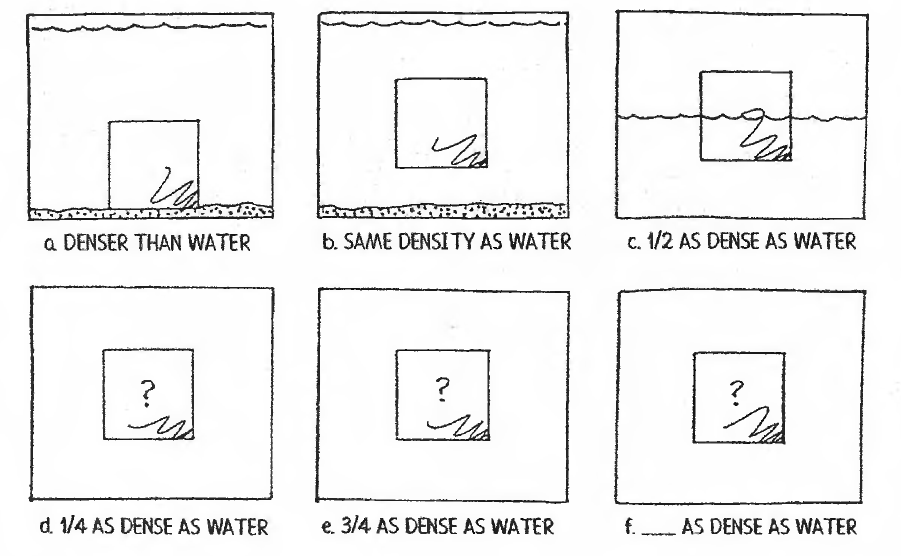 a. DENSER THAN WATER
b. SAME DENSITY AS WATER
c. 1/2 AS DENSE AS WATER
?
?
?
d. 1/4 AS DENSE AS WATER
e. 3/4 AS DENSE AS WATER
f. ___ AS DENSE AS WATER